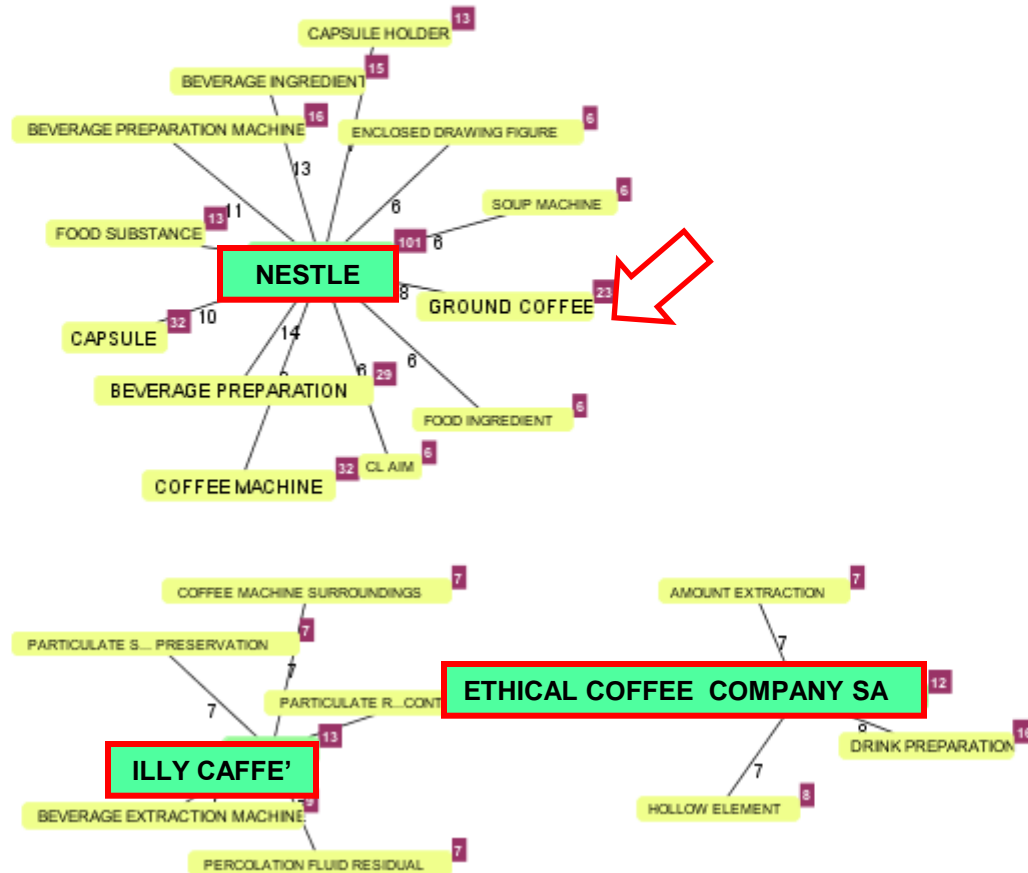 13
CAPSULE HOLDER
15
BEVERAGE INGREDIENT
16
BEVERAGE PREPARATION MACHINE
6
ENCLOSED DRAWING FIGURE
13
6
SOUP MACHINE
6
11
13
FOOD SUBSTANCE
101
6
NESTLE
8
23
GROUND COFFEE
32
10
CAPSULE
14
6
6
29
BEVERAGE PREPARATION
6
FOOD INGREDIENT
6
32
CL AIM
COFFEE MACHINE
7
COFFEE MACHINE SURROUNDINGS
7
AMOUNT EXTRACTION
7
PARTICULATE S... PRESERVATION
7
7
7
ETHICAL COFFEE COMPANY SA
12
PARTICULATE R...CONT
13
16
DRINK PREPARATION
ILLY CAFFE’
7
8
HOLLOW ELEMENT
9
BEVERAGE EXTRACTION MACHINE
7
PERCOLATION FLUID RESIDUAL